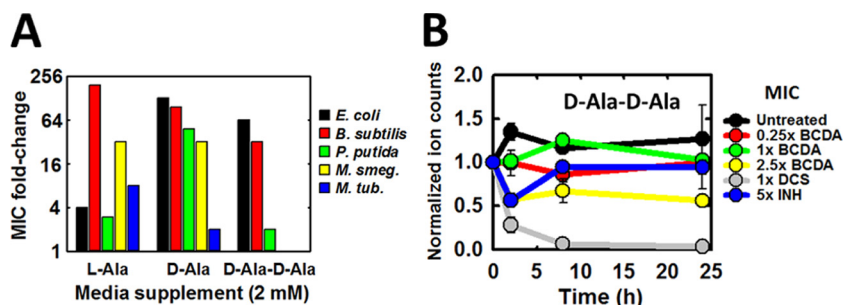 A
MIC fold-change
256
64
16
4
1
L-Ala D-Ala D-Ala-D-Ala
Media supplement (2 mM)
E. coli
B. subtilis
P. putida
M. smeg.
M. tub.
B
Normalized ion counts
2.0
1.5
1.0
0.5
0.0
D-Ala-D-Ala
0 5 10 15 20 25
Time (h)
MIC
Untreated
0.25x BCDA
1x BCDA
2.5x BCDA
1x DCS
5x INH